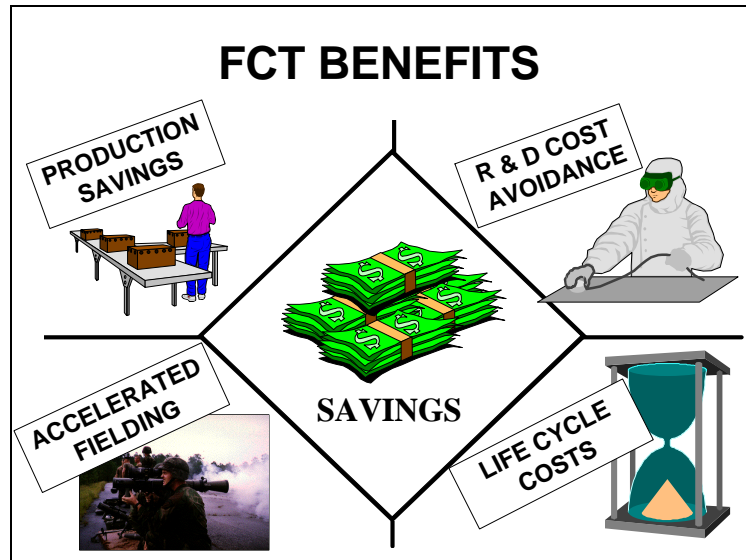 FCT BENEFITS
PRODUCTION
SAVINGS
R & D COST
AVOIDANCE
$
$
$
$
$
SAVINGS
ACCELERATED
FIELDING
LIFE CYCLE
COSTS